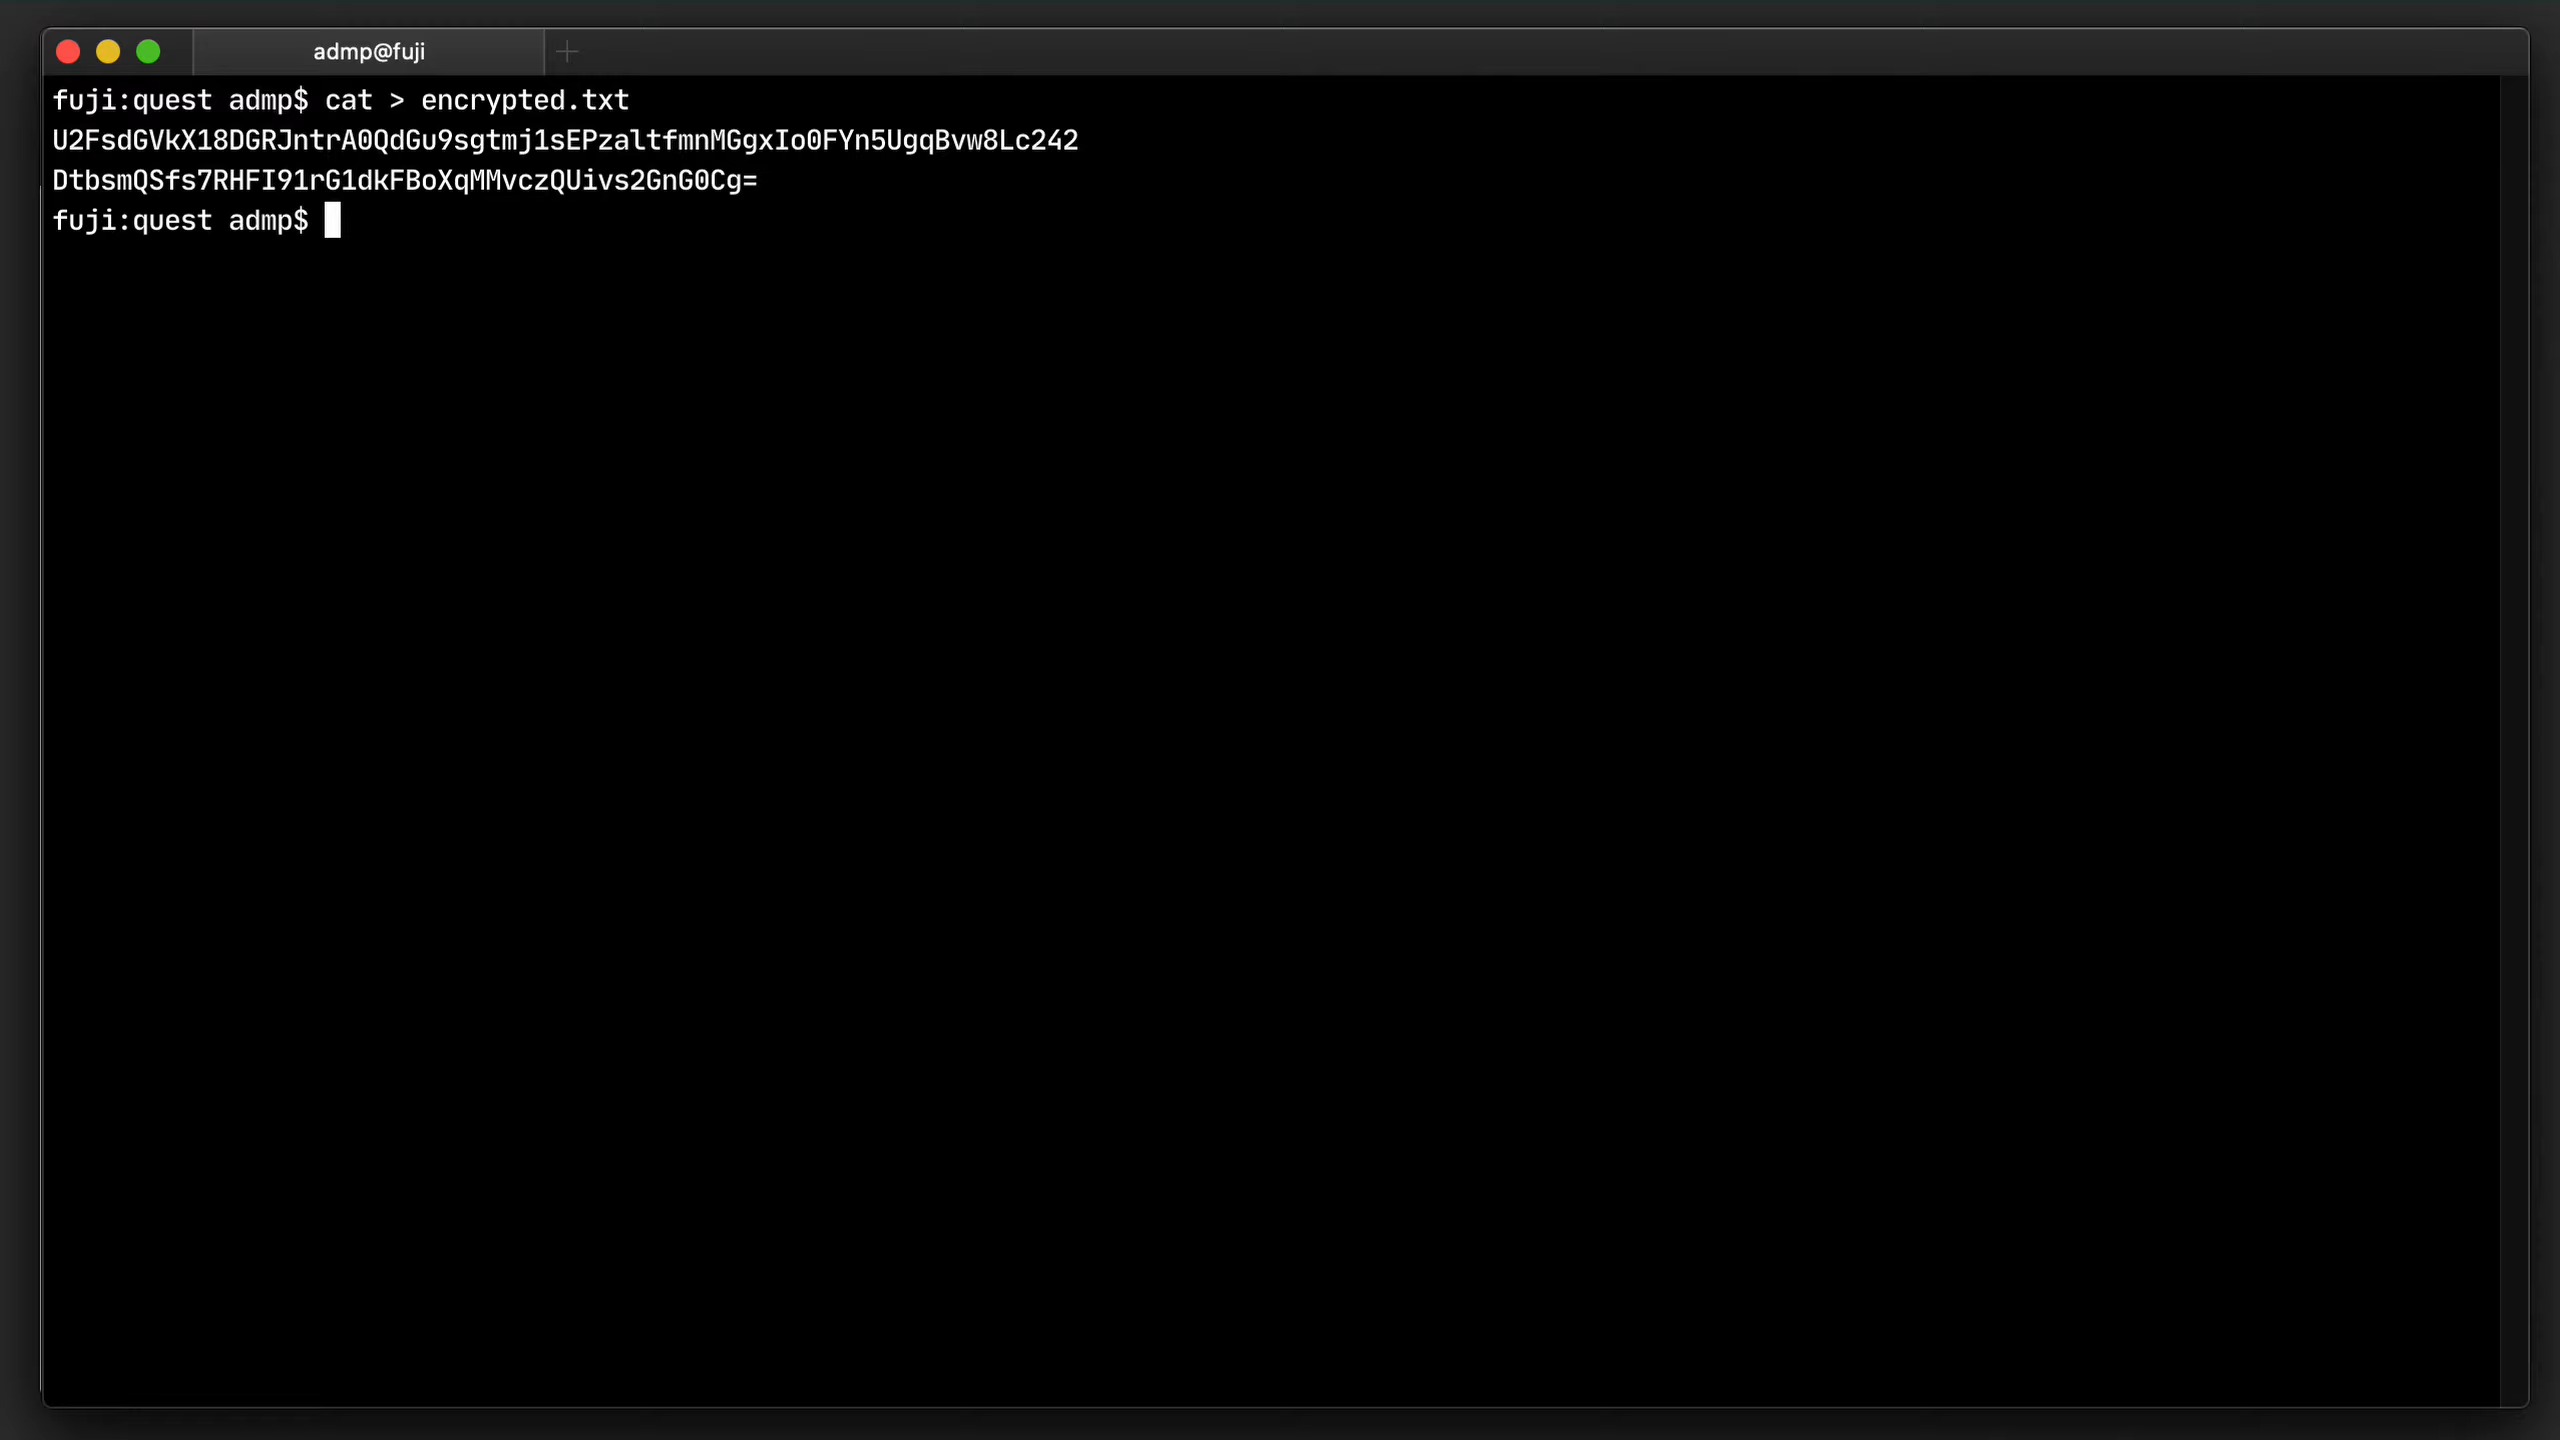 admp@fuji
fuji:quest admp$ cat > encrypted.txt
U2FsdGVkX18DGRJntrA0QdGu9sgtmj1sEPzaltfmnMGgxIo0FYn5UgqBvw8Lc242
DtbsmQSfs7RHFI91rG1dkFBoXqMMvczQUivs2GnG0Cg=
fuji:quest admp$